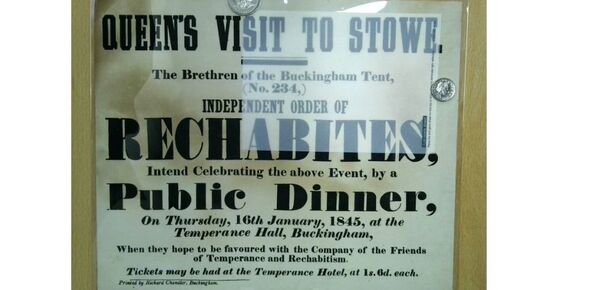 QUEEN'S VISIT TO STOWE.
The Brethren of the Buckingham Tent,
(No. 234,)
INDEPENDENT ORDER OF
RECHABITES,
Intend Celebrating the above Event, by a
Public Dinner,
On Thursday, 16th January, 1845, at the
Temperance Hall, Buckingham,
When they hope to be favoured with the Company of the Friends
of Temperance and Rechabitism.
Tickets may be had at the Temperance Hotel, at 1s. 6d. each.
Printed by Richard Chandler, Buckingham.